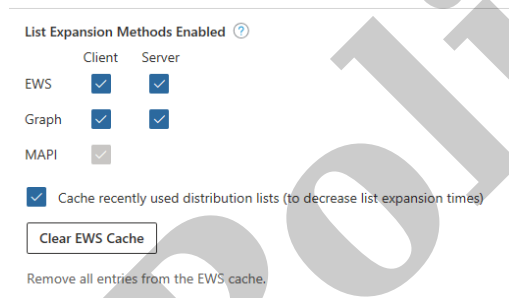 List Expansion Methods Enabled ?
Client Server
EWS
Graph
MAPI
Cache recently used distribution lists (to decrease list expansion times)
Clear EWS Cache
Remove all entries from the EWS cache.
poli